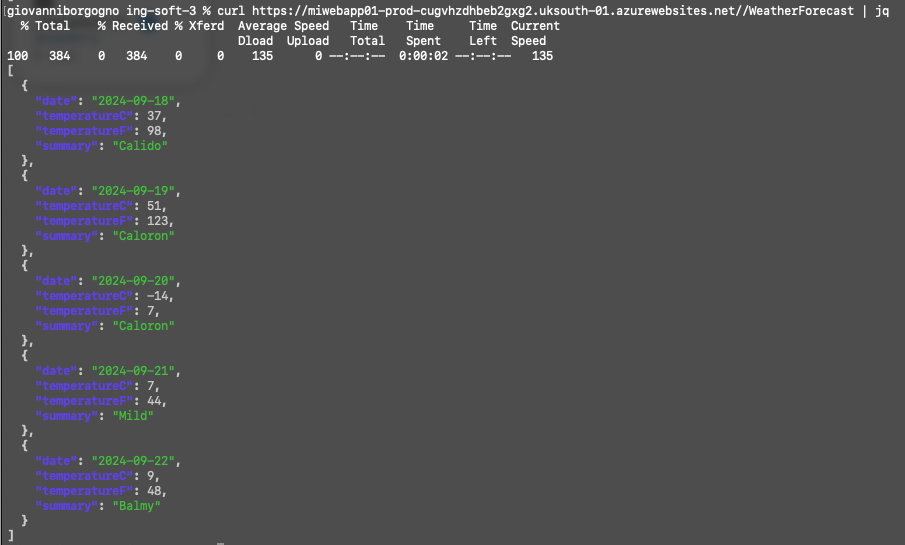 giovanniborgogno ing-soft-3 % curl https://miwebapp01-prod-cugvhzdhbeb2gxg2.uksouth-01.azurewebsites.net//WeatherForecast | jq
  % Total    % Received % Xferd  Average Speed   Time    Time     Time  Current
                                 Dload  Upload   Total   Spent    Left  Speed
100   384    0   384    0     0    135      0 --:--:--  0:00:02 --:--:--   135
[
  {
    "date": "2024-09-18",
    "temperatureC": 37,
    "temperatureF": 98,
    "summary": "Calido"
  },
  {
    "date": "2024-09-19",
    "temperatureC": 51,
    "temperatureF": 123,
    "summary": "Caloron"
  },
  {
    "date": "2024-09-20",
    "temperatureC": -14,
    "temperatureF": 7,
    "summary": "Caloron"
  },
  {
    "date": "2024-09-21",
    "temperatureC": 7,
    "temperatureF": 44,
    "summary": "Mild"
  },
  {
    "date": "2024-09-22",
    "temperatureC": 9,
    "temperatureF": 48,
    "summary": "Balmy"
  }
]